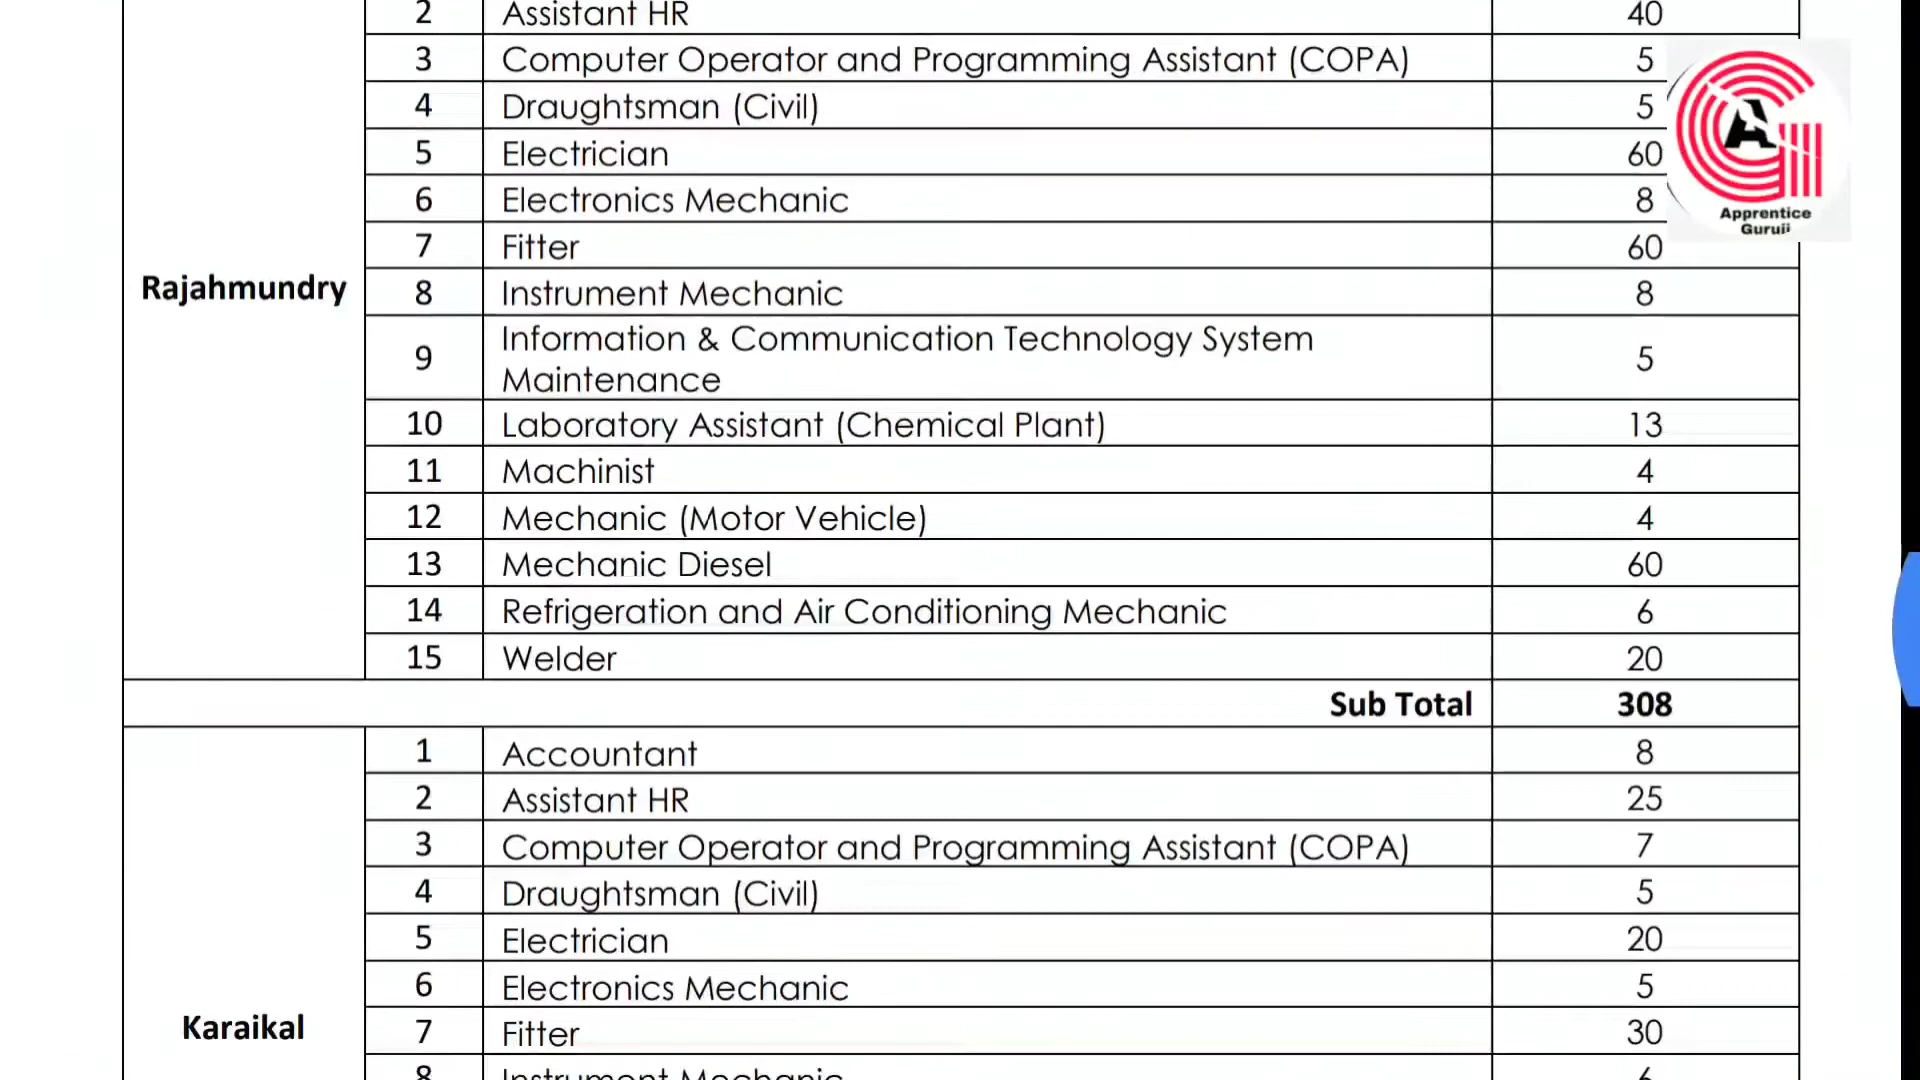 2 Assistant HR 40
3 Computer Operator and Programming Assistant (COPA) 5
4 Draughtsman (Civil) 5
5 Electrician 60
6 Electronics Mechanic 8
Apprentice
Guruji
7 Fitter 60
Rajahmundry
8 Instrument Mechanic 8
9 Information & Communication Technology System
Maintenance 5
10 Laboratory Assistant (Chemical Plant) 13
11 Machinist 4
12 Mechanic (Motor Vehicle) 4
13 Mechanic Diesel 60
14 Refrigeration and Air Conditioning Mechanic 6
15 Welder 20
Sub Total 308
1 Accountant 8
2 Assistant HR 25
3 Computer Operator and Programming Assistant (COPA) 7
4 Draughtsman (Civil) 5
5 Electrician 20
6 Electronics Mechanic 5
Karaikal
7 Fitter 30
8 Instrument Mechanic 6